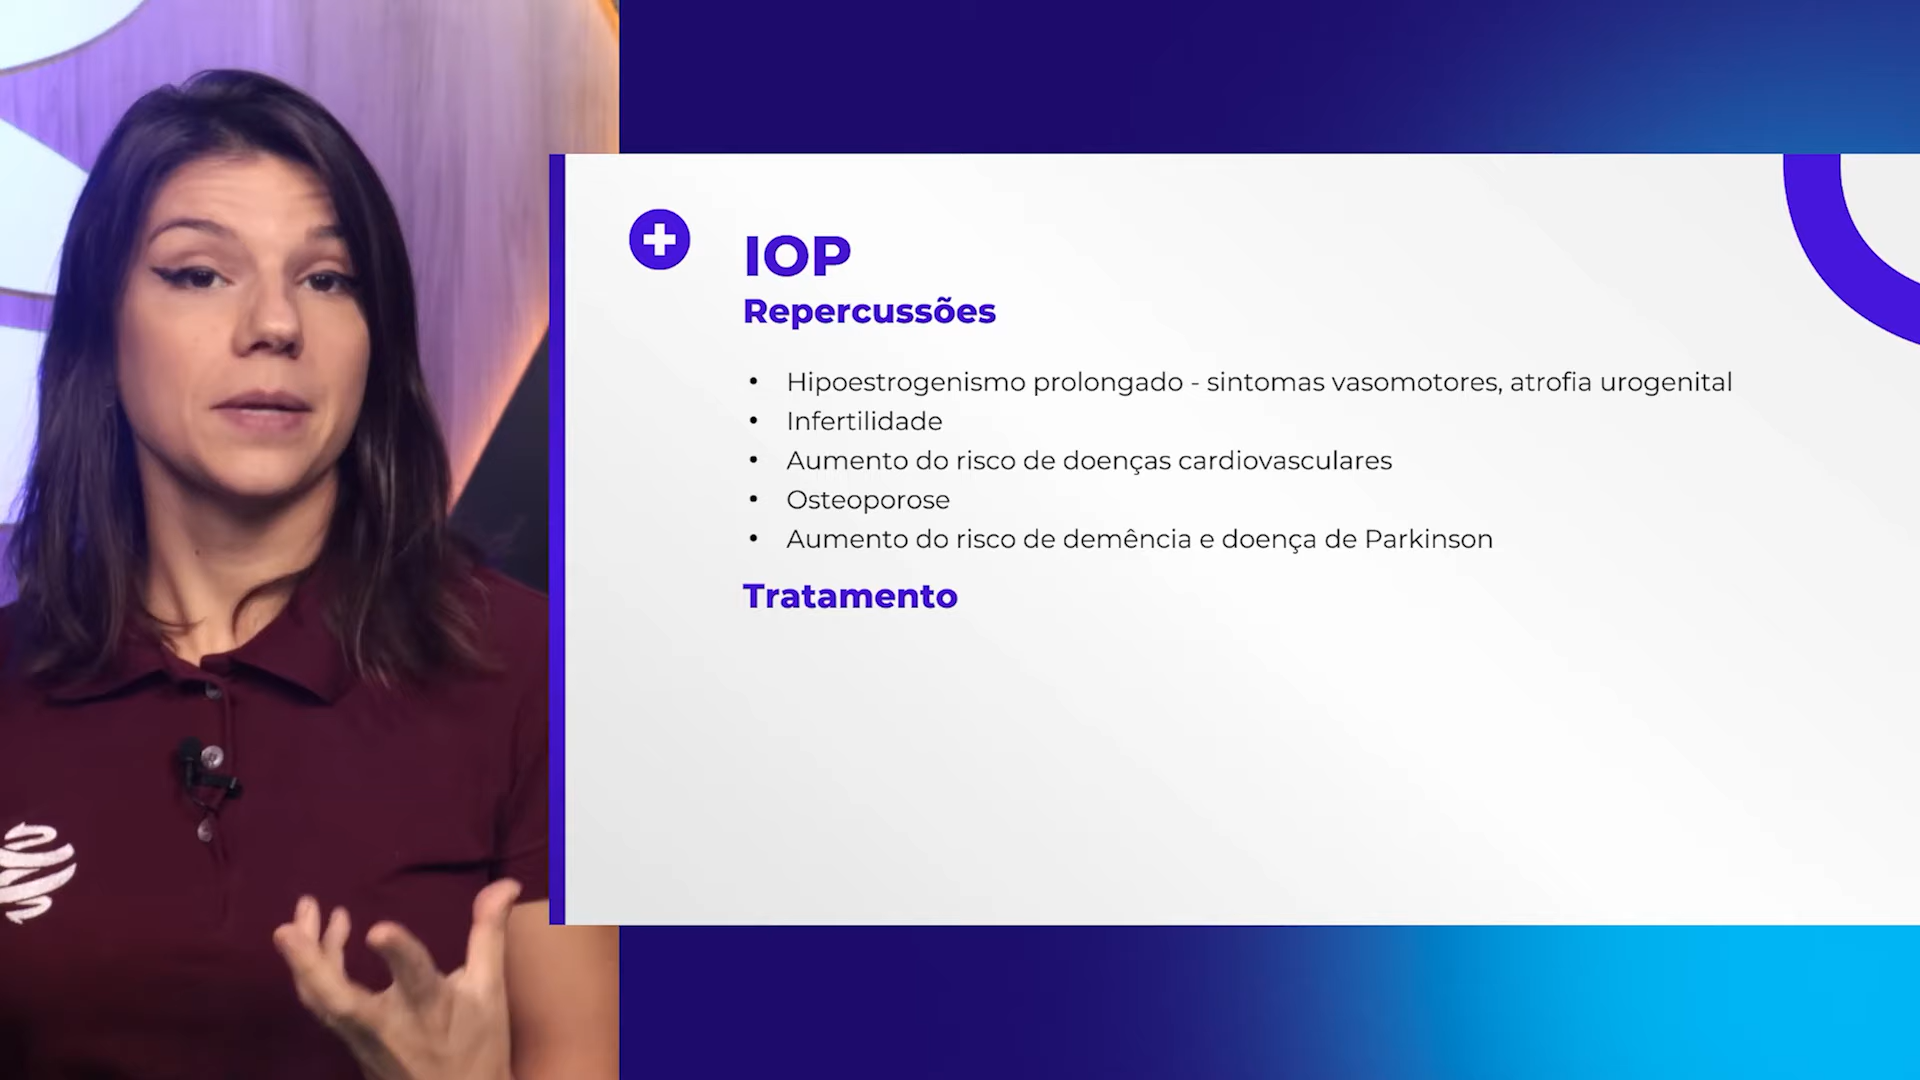 IOP
Repercussões
• Hipoestrogenismo prolongado - sintomas vasomotores, atrofia urogenital
• Infertilidade
• Aumento do risco de doenças cardiovasculares
• Osteoporose
• Aumento do risco de demência e doença de Parkinson
Tratamento